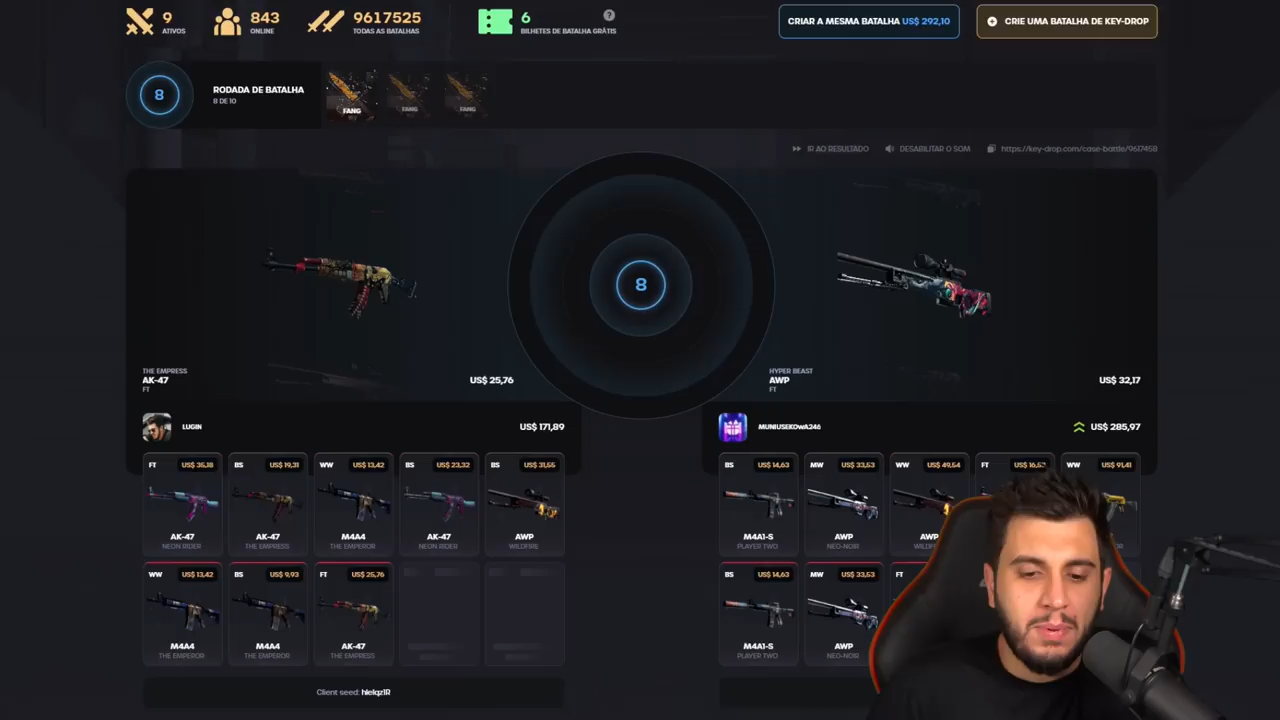 9
ATIVOS
843
ONLINE
9617525
TODAS AS BATALHAS
6
BILHETES DE BATALHA GRÁTIS
?
CRIAR A MESMA BATALHA US$ 292,10
CRIE UMA BATALHA DE KEY-DROP
8
RODADA DE BATALHA
8 DE 10
FANG
FANG
FANG
IR AO RESULTADO
DESABILITAR O SOM
https://key-drop.com/case-battle/9617458
8
THE EMPRESS
AK-47
FT
US$ 25,76
HYPER BEAST
AWP
FT
US$ 32,17
LUGIN
US$ 171,89
MUNIUSEKOWA246
US$ 285,97
FT US$ 35,18
BS US$ 19,31
WW US$ 13,42
BS US$ 23,32
BS US$ 31,55
AK-47
NEON RIDER
AK-47
THE EMPRESS
M4A4
THE EMPEROR
AK-47
NEON RIDER
AWP
WILDFIRE
BS US$ 14,63
MW US$ 33,53
WW US$ 49,54
FT
WW US$ 91,41
M4A1-S
PLAYER TWO
AWP
NEO-NOIR
AWP
WW US$ 13,42
BS US$ 9,93
FT US$ 25,76
M4A4
THE EMPEROR
M4A4
THE EMPEROR
AK-47
THE EMPRESS
BS US$ 14,63
MW US$ 33,53
FT
M4A1-S
PLAYER TWO
AWP
NEO-NOIR
Client seed: